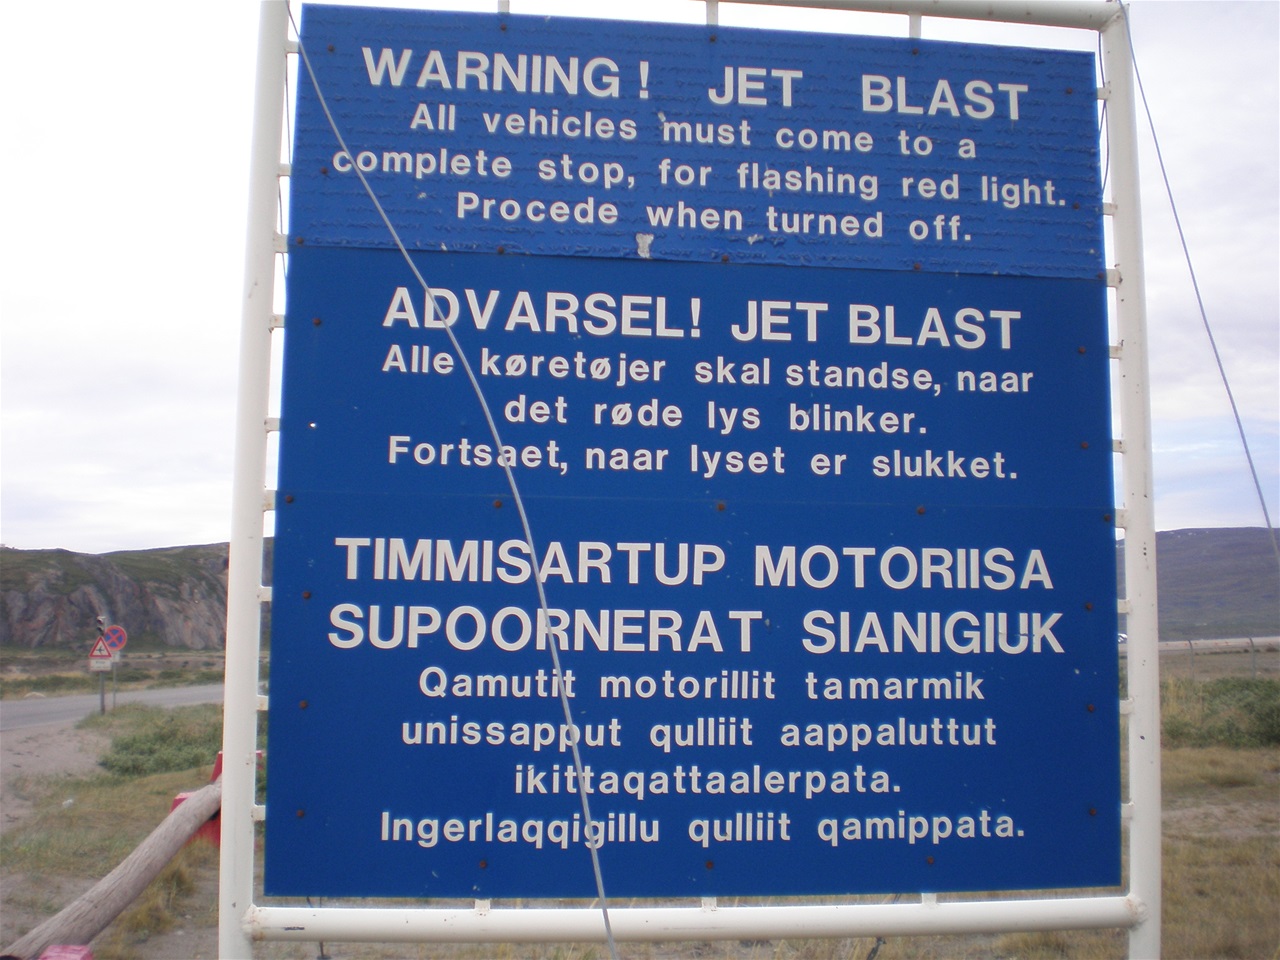 WARNING! JET BLAST
All vehicles must come to a
complete stop, for flashing red light.
Procede when turned off.
ADVARSEL! JET BLAST
Alle køretøjer skal standse, naar
det røde lys blinker.
Fortsaet, naar lyset er slukket.
TIMMISARTUP MOTORIISA
SUPOORNERAT SIANIGIUK
Qamutit motorillit tamarmik
unissapput qulliit aappaluttut
ikittaqattaalerpata.
Ingerlaqqigillu qulliit qamippata.